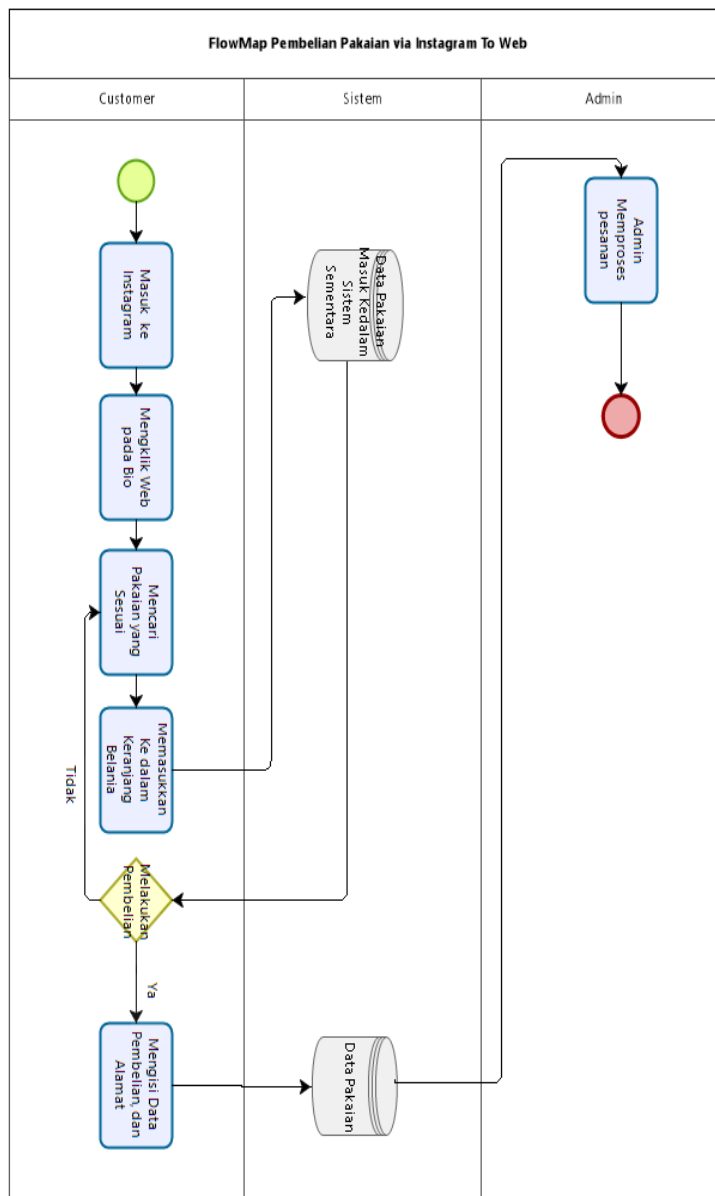 FlowMap Pembelian Pakaian via Instagram To Web
Customer
Sistem
Admin
Masuk ke
Instagram
Mengklik Web
pada Bio
Mencari
Pakaian yang
Sesuai
Memasukkan
Ke dalam
Keranjang
Belania
Tidak
Melakukan
Pembelian
Ya
Mengisi Data
Pembelian, dan
Alamat
Data Pakaian
Masuk Kedalam
Sistem
Sementara
Data Pakaian
Admin
Memproses
pesanan